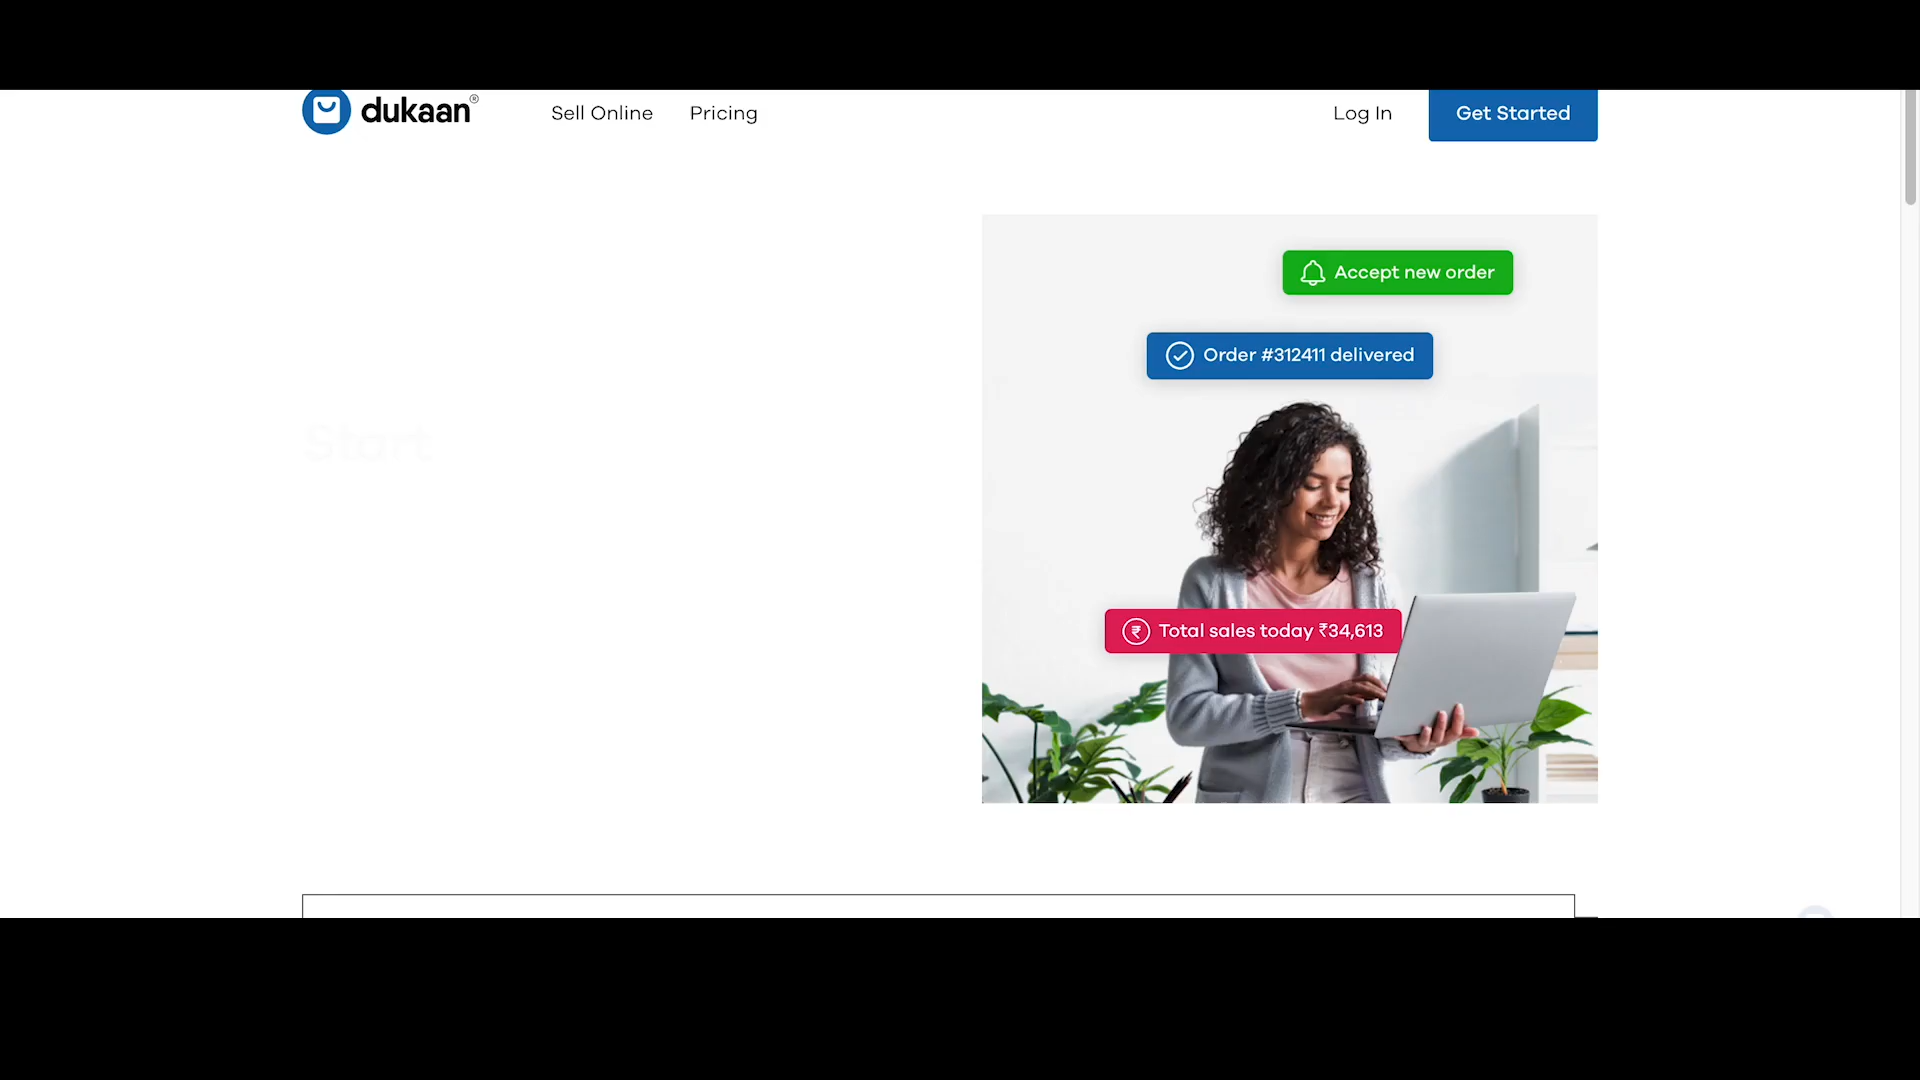 dukaan®
Sell Online
Pricing
Log In
Get Started
Start
Accept new order
Order #312411 delivered
Total sales today ₹34,613